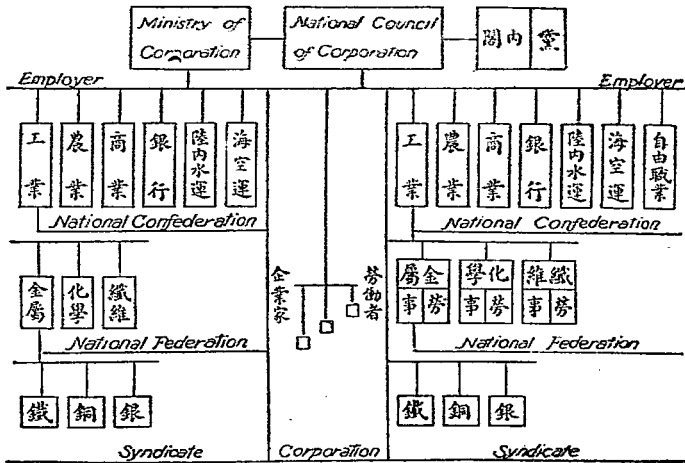 Ministry of
Corporation
National Council
of Corporation
内閣
黨
Employer
Employer
工業
農業
商業
銀行
陸内水運
海空運
工業
農業
商業
銀行
陸内水運
海空運
自由職業
National Confederation
National Confederation
金屬
化學
纖維
企業家
勞働者
金屬
勞
事
化學
勞
事
纖維
勞
事
National Federation
National Federation
鐵
銅
銀
鐵
銅
銀
Syndicate
Corporation
Syndicate